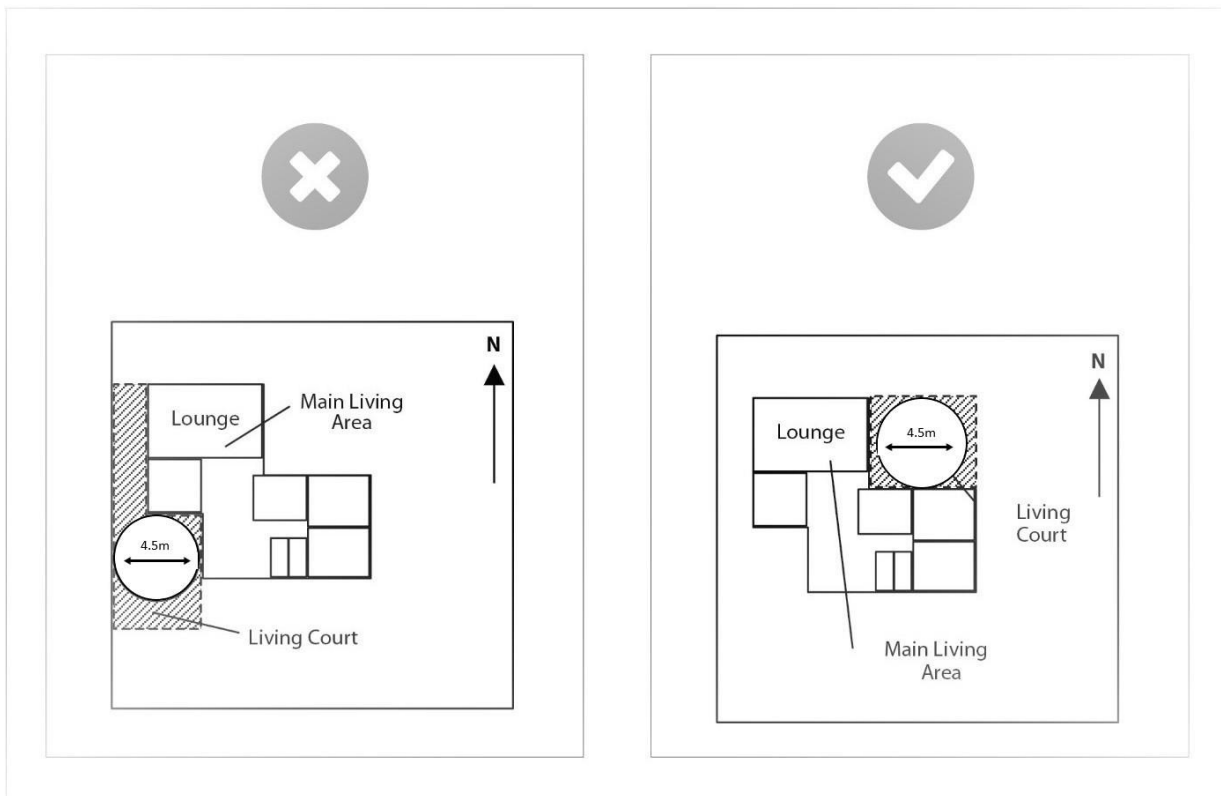 N
Lounge
Main Living
Area
4.5m
Living Court
N
Lounge
4.5m
Living
Court
Main Living
Area